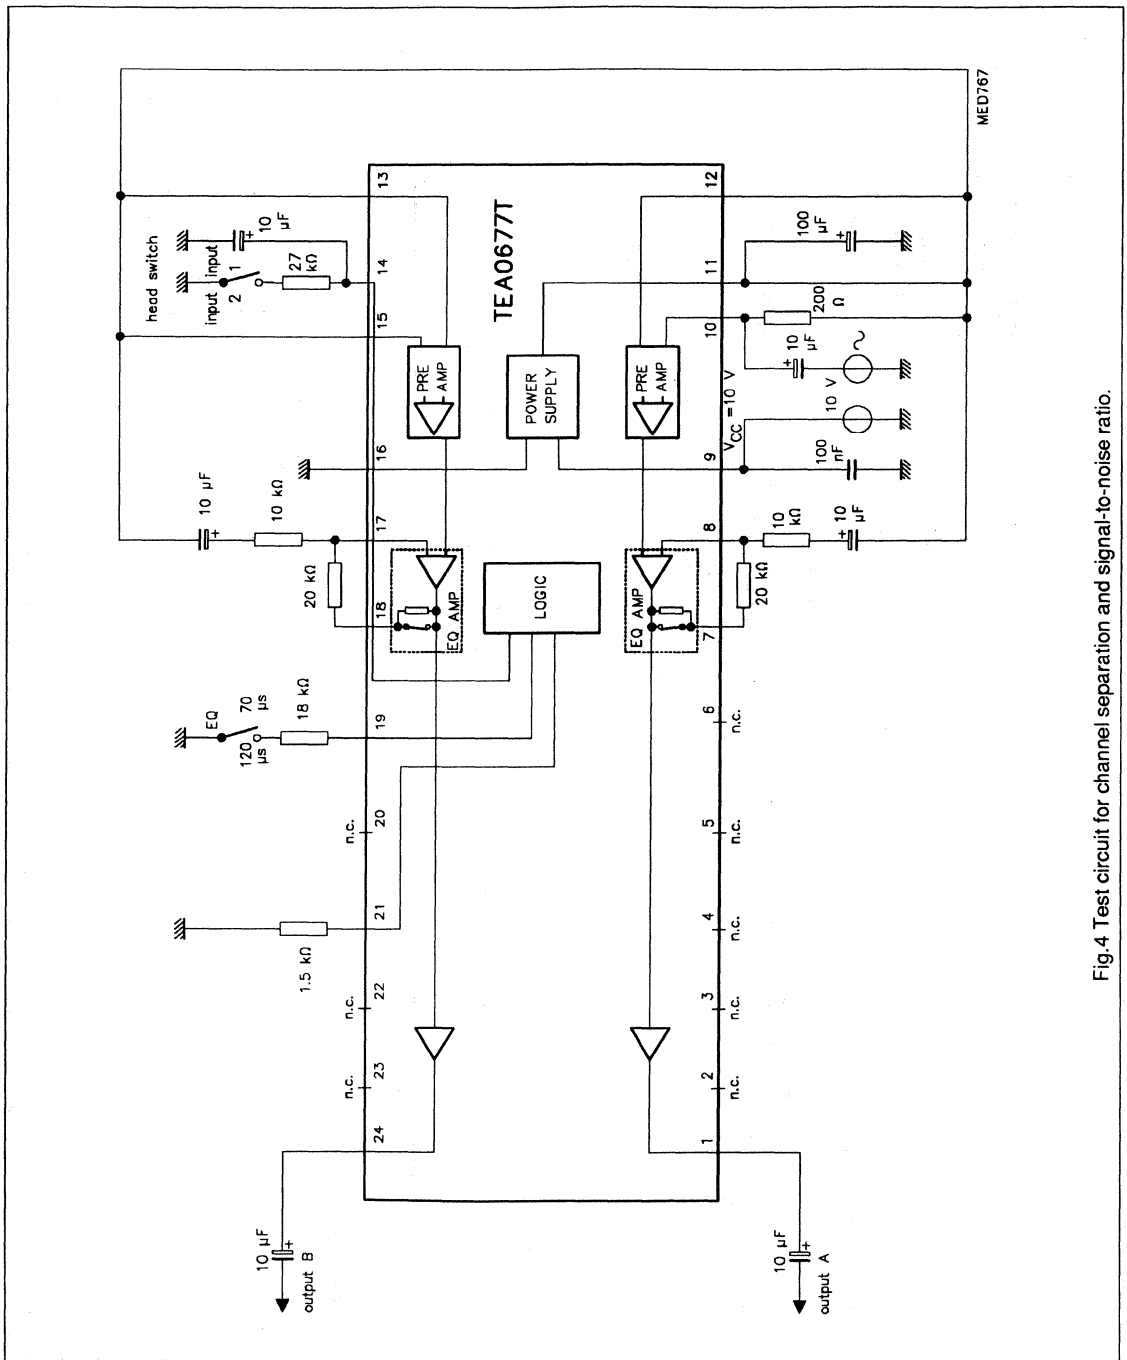 MED767
13
12
TEA0677T
head switch
input input
2 1
27
kΩ
10
µF
14
15
PRE
AMP
POWER
SUPPLY
PRE
AMP
11
100
µF
10
200
Ω
10
µF
10 V
VCC = 10 V
16
9
100
nF
10 µF
10 kΩ
17
20 kΩ
18
EQ AMP
LOGIC
EQ AMP
8
10
kΩ
10
µF
20 kΩ
7
EQ
70
µs
120
µs
18 kΩ
19
6
n.c.
n.c.
20
5
n.c.
1.5 kΩ
21
4
n.c.
n.c.
22
3
n.c.
n.c.
23
2
n.c.
24
1
10 µF
output B
10 µF
output A
Fig.4 Test circuit for channel separation and signal-to-noise ratio.